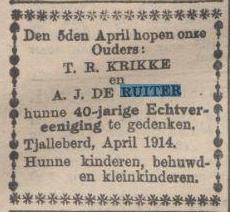 Den 5den April hopen onze
Ouders:
T. R. KRIKKE
en
A. J. DE RUITER
hunne 40-jarige Echtver-
eeniging te gedenken.
Tjalleberd, April 1914.
Hunne kinderen, behuwd-
en kleinkinderen.